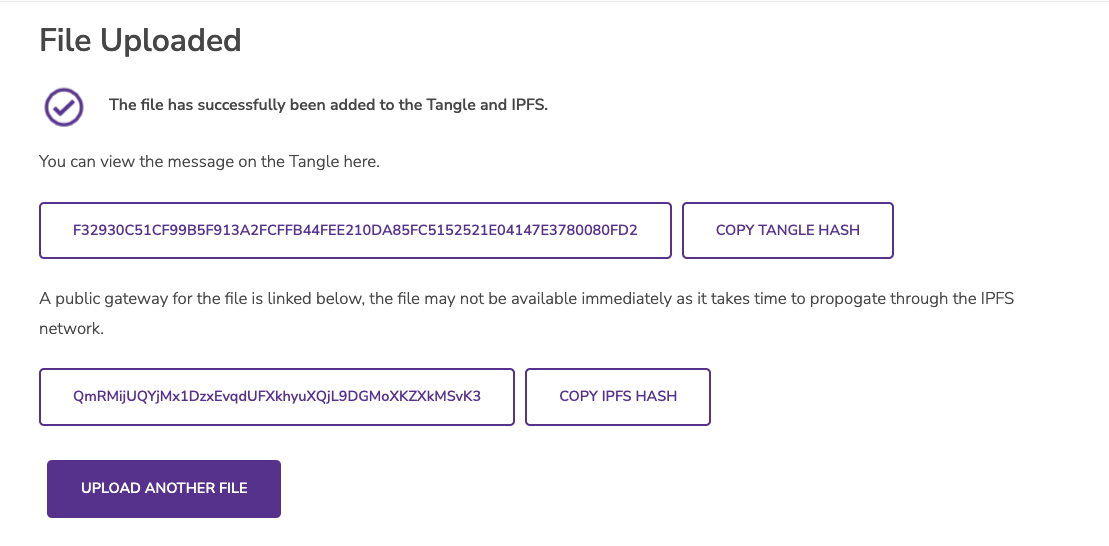 File Uploaded
The file has successfully been added to the Tangle and IPFS.
You can view the message on the Tangle here.
F32930C51CF99B5F913A2FCFFB44FEE210DA85FC5152521E04147E3780080FD2
COPY TANGLE HASH
A public gateway for the file is linked below, the file may not be available immediately as it takes time to propogate through the IPFS
network.
QmRMijUQYjMx1DzxEvqdUFXkhyuXQjL9DGMoXKZXkMSvK3
COPY IPFS HASH
UPLOAD ANOTHER FILE